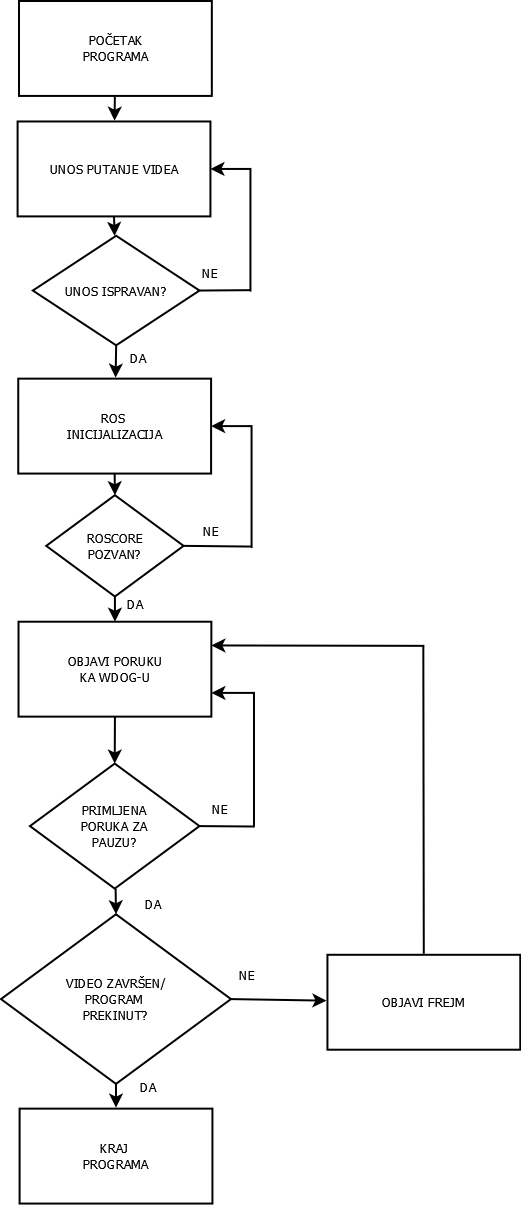 POČETAK
PROGRAMA
UNOS PUTANJE VIDEA
NE
UNOS ISPRAVAN?
DA
ROS
INICIJALIZACIJA
NE
ROSCORE
POZVAN?
DA
OBJAVI PORUKU
KA WDOG-U
NE
PRIMLJENA
PORUKA ZA
PAUZU?
DA
VIDEO ZAVRŠEN/
PROGRAM
PREKINUT?
NE
OBJAVI FREJM
DA
KRAJ
PROGRAMA